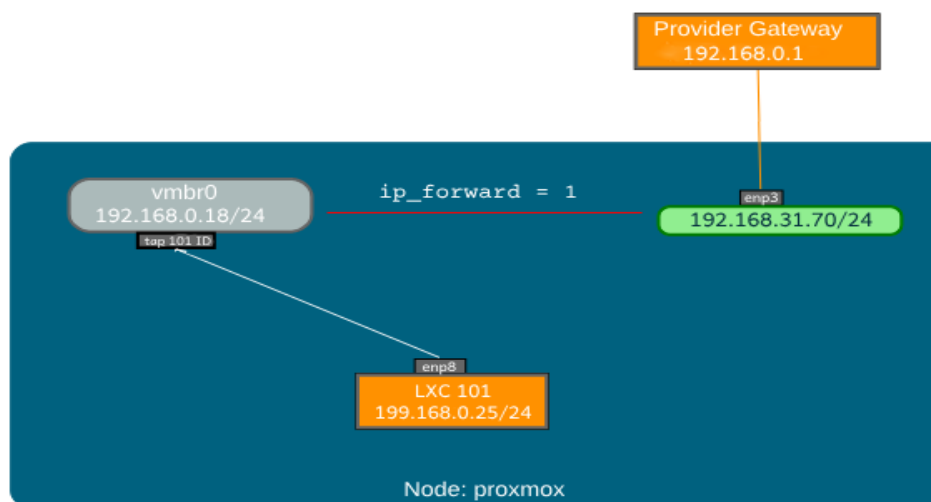 Provider Gateway
192.168.0.1
vmbr0
192.168.0.18/24
ip_forward = 1
enp3
192.168.31.70/24
tap 101 ID
enp8
LXC 101
199.168.0.25/24
Node: proxmox